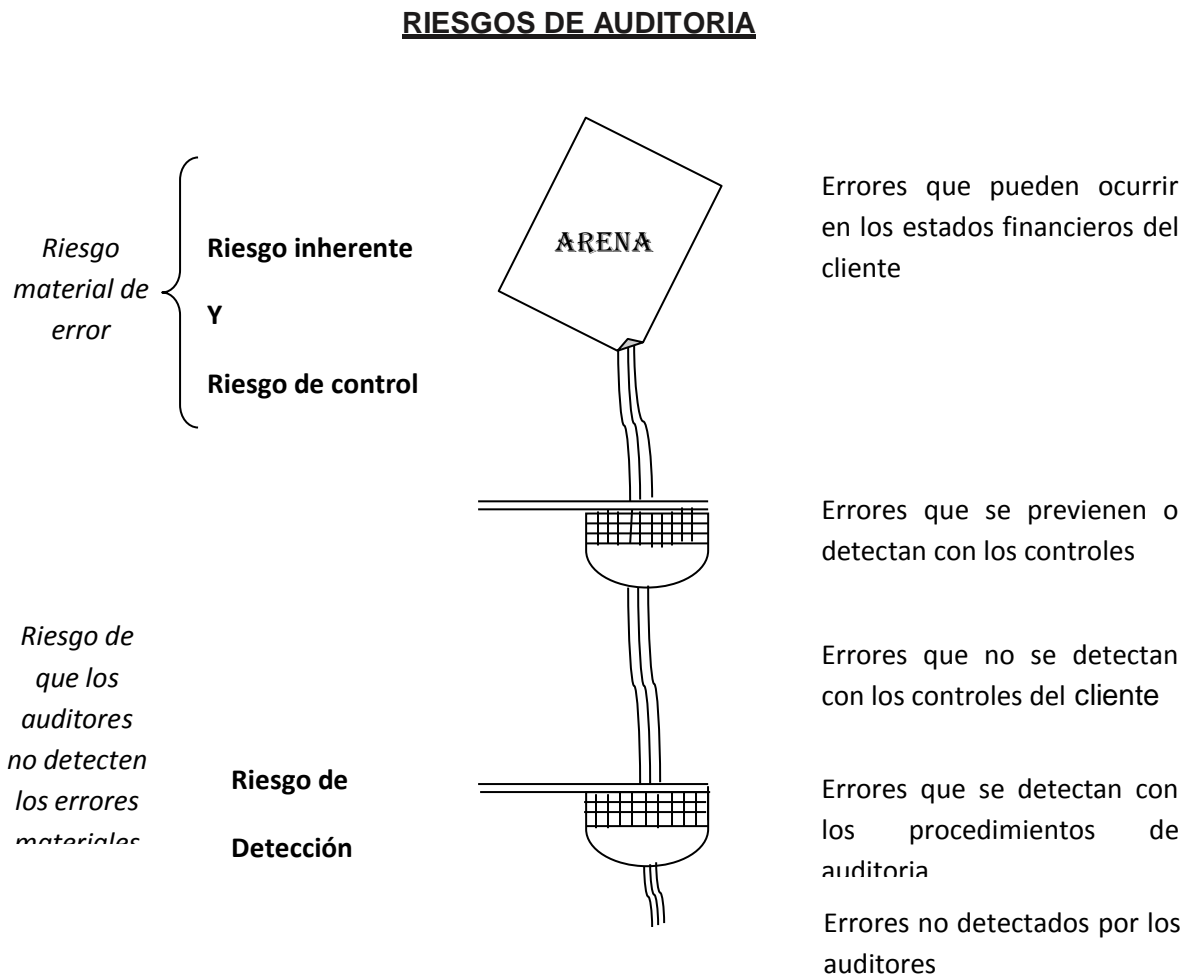 RIESGOS DE AUDITORIA
Riesgo
material de
error
Riesgo inherente
Y
Riesgo de control
ARENA
Errores que pueden ocurrir
en los estados financieros del
cliente
Errores que se previenen o
detectan con los controles
Errores que no se detectan
con los controles del cliente
Riesgo de
que los
auditores
no detecten
los errores
materiales
Riesgo de
Detección
Errores que se detectan con
los procedimientos de
auditoria
Errores no detectados por los
auditores